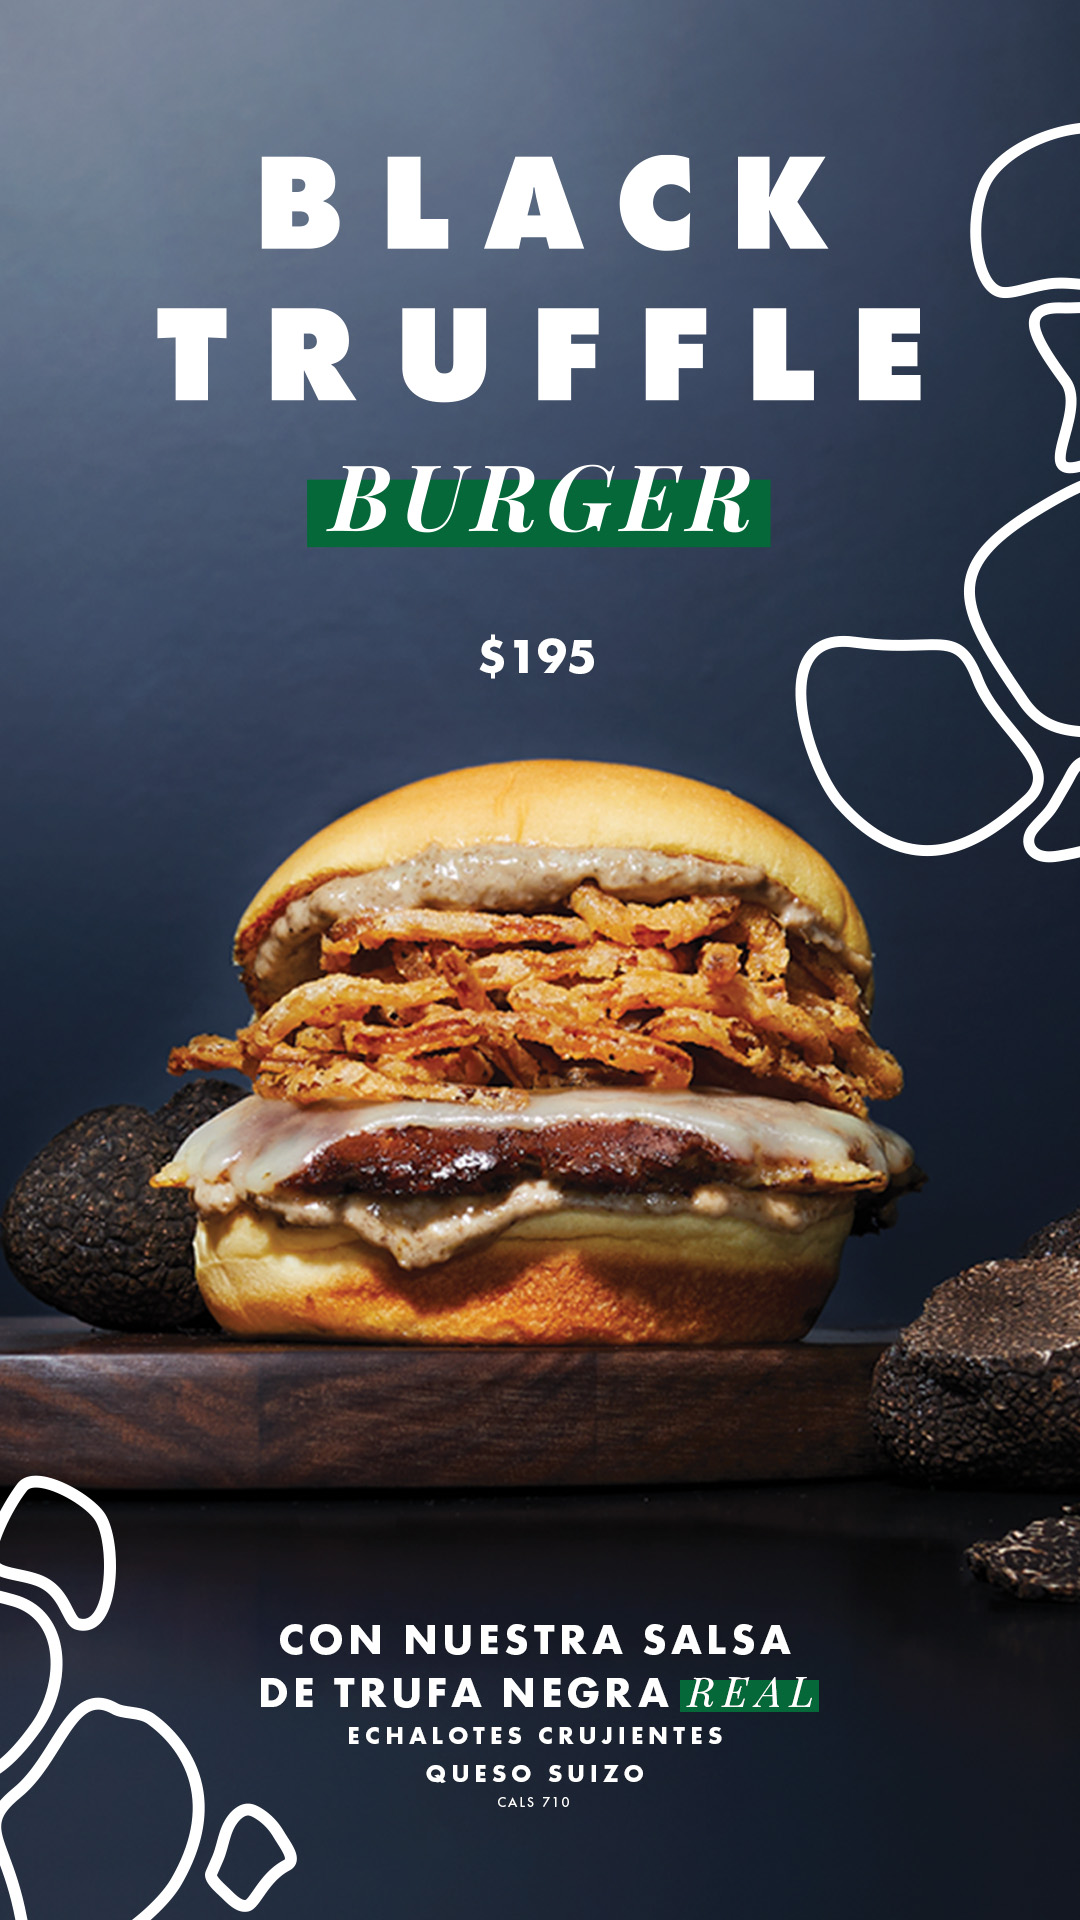 BLACK
TRUFFLE
BURGER
$195
CON NUESTRA SALSA
DE TRUFA NEGRA REAL
ECHALOTES CRUJIENTES
QUESO SUIZO
CALS 710